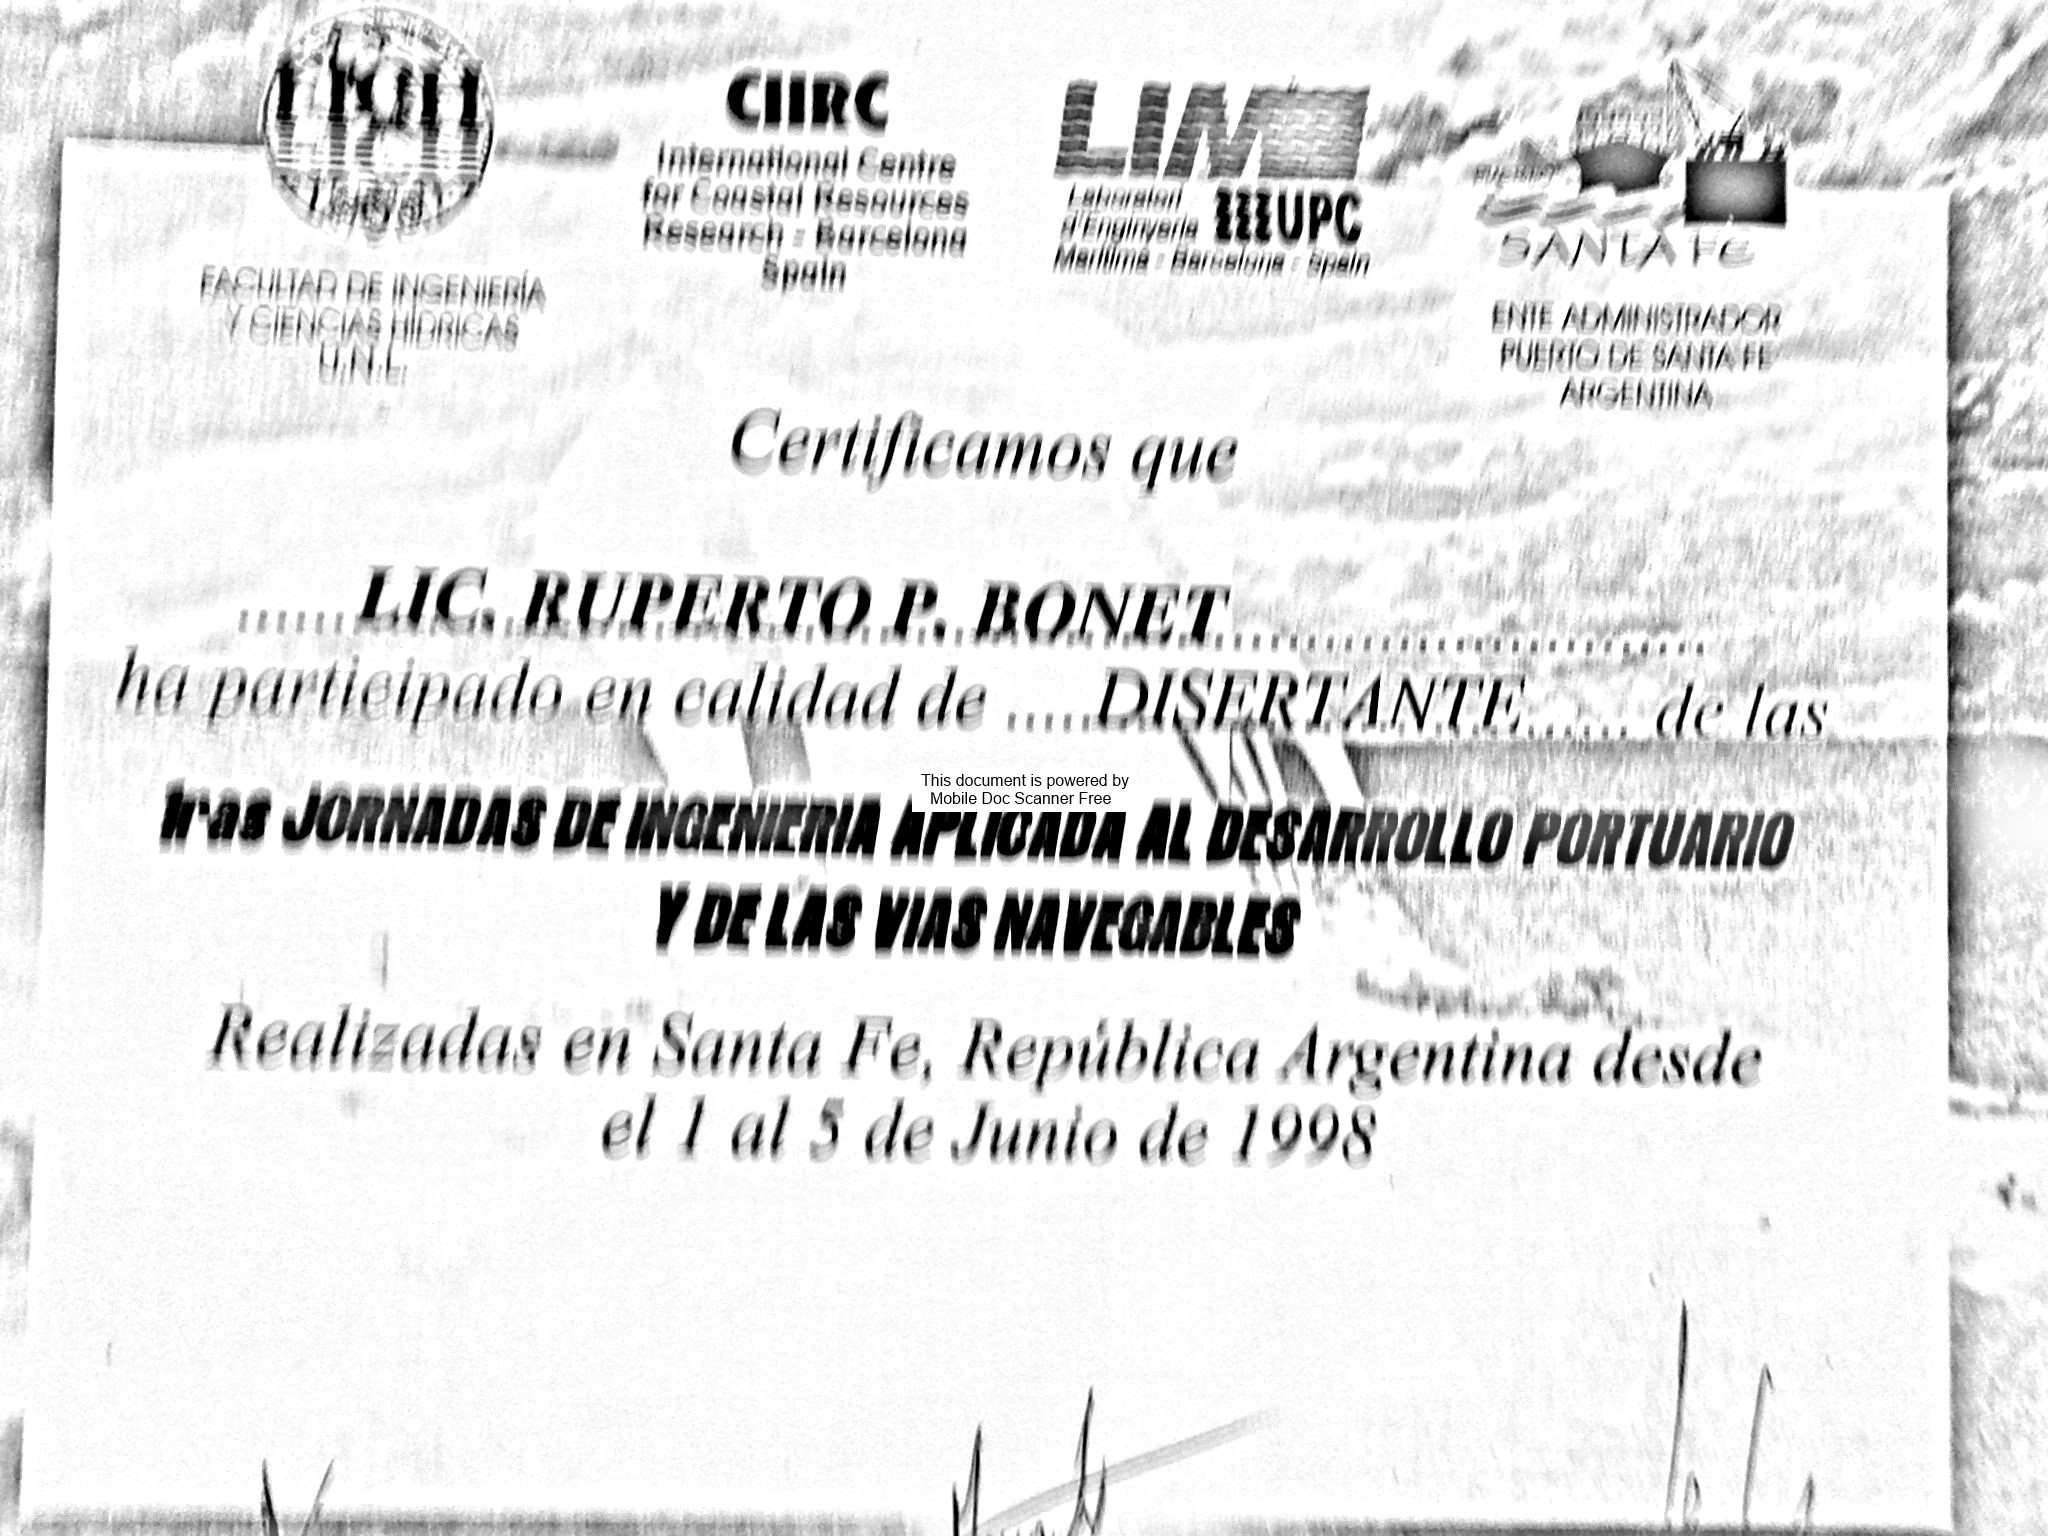 FICH
CIIRC
International Centre
for Coastal Resources
Research - Barcelona
Spain
LIM
Laboratori
d'Enginyeria UPC
Marítima - Barcelona - Spain
SANTA FE
FACULTAD DE INGENIERÍA
Y CIENCIAS HÍDRICAS
U.N.L.
ENTE ADMINISTRADOR
PUERTO DE SANTA FE
ARGENTINA
Certificamos que
LIC. RUPERTO P. BONET
ha participado en calidad de ..... DISERTANTE...... de las
This document is powered by
Mobile Doc Scanner Free
1ras JORNADAS DE INGENIERIA APLICADA AL DESARROLLO PORTUARIO
Y DE LAS VIAS NAVEGABLES
Realizadas en Santa Fe, República Argentina desde
el 1 al 5 de Junio de 1998